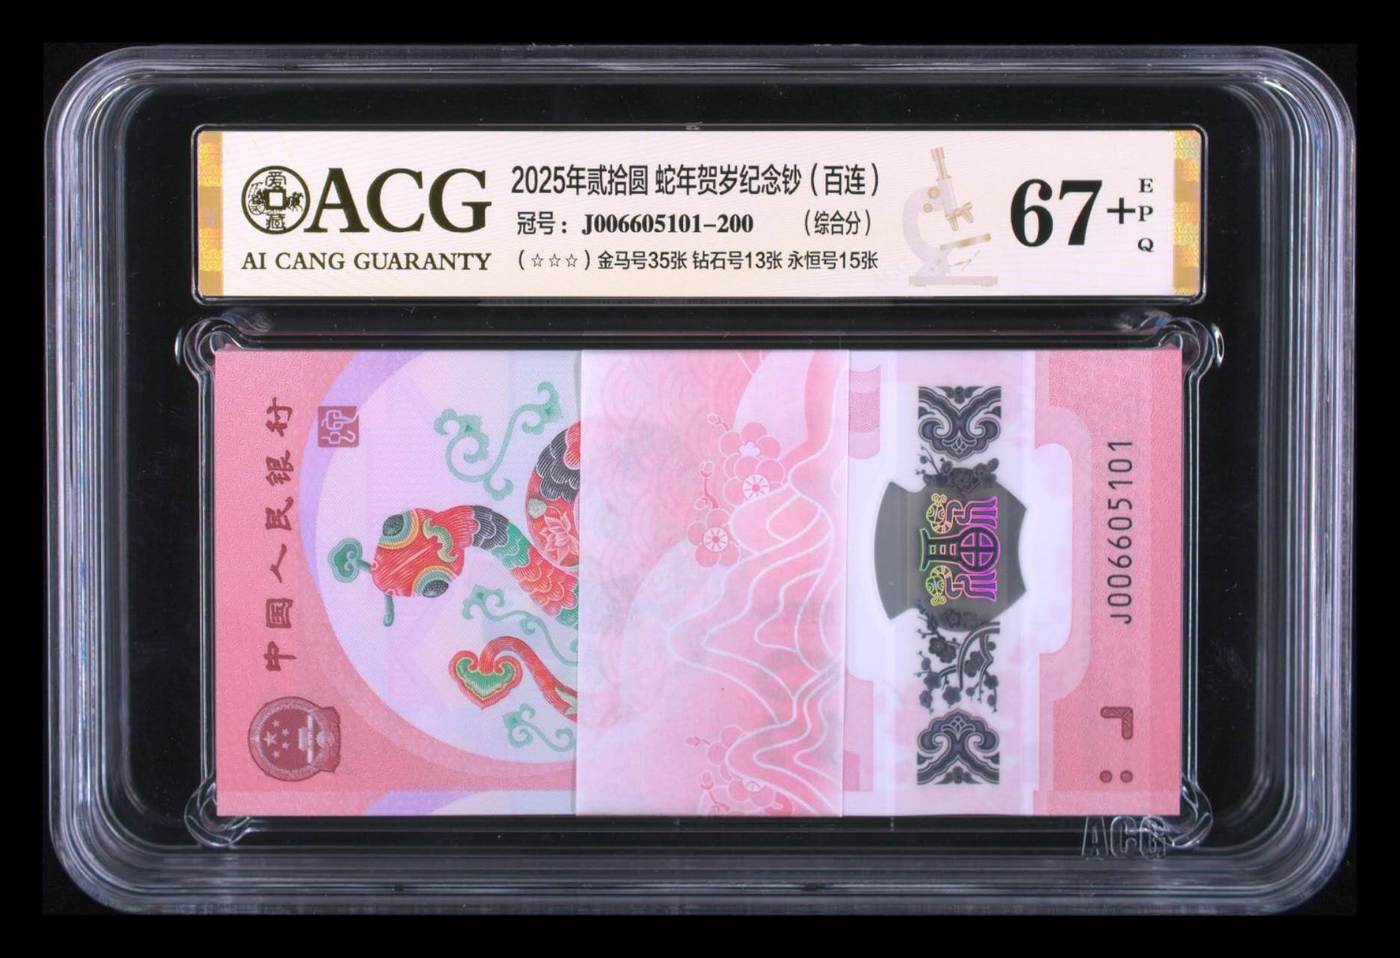 ACG
AI CANG GUARANTY
2025年贰拾圆 蛇年贺岁纪念钞（百连）
冠号：J006605101-200 （综合分）
（☆☆☆）金马号35张 钻石号13张 永恒号15张
67+
EPQ
中国人民银行
J006605101
ACG